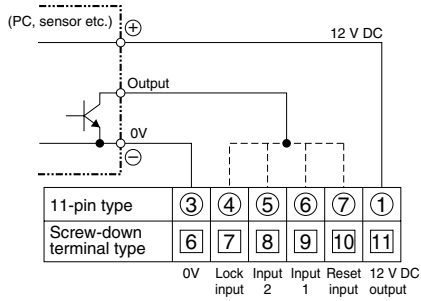 (PC, sensor etc.)
+
12 V DC
Output
0V
−
11-pin type 3 4 5 6 7 1
Screw-down terminal type 6 7 8 9 10 11
0V Lock input Input 2 Input 1 Reset input 12 V DC output